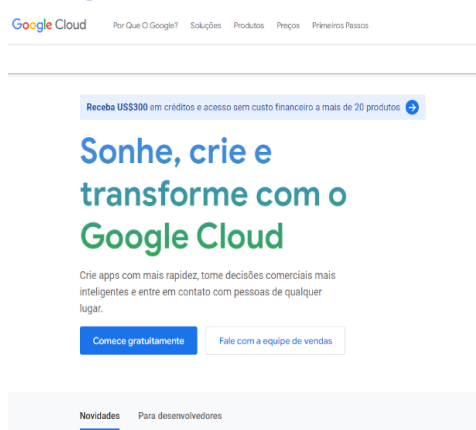 Google Cloud Por Que O Google? Soluções Produtos Preços Primeiros Passos
Receba US$300 em créditos e acesso sem custo financeiro a mais de 20 produtos
Sonhe, crie e
transforme com o
Google Cloud
Crie apps com mais rapidez, tome decisões comerciais mais
inteligentes e entre em contato com pessoas de qualquer
lugar.
Comece gratuitamente Fale com a equipe de vendas
Novidades Para desenvolvedores